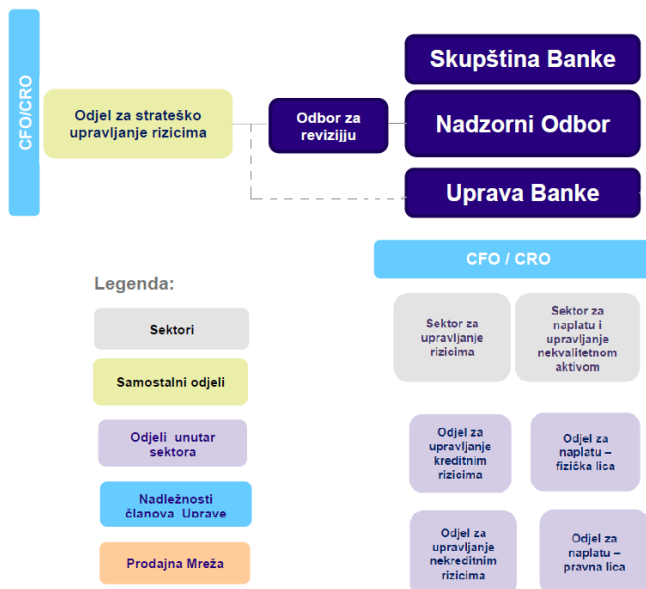 CFO/CRO
Odjel za strateško
upravljanje rizicima
Odbor za
revizijju
Skupština Banke
Nadzorni Odbor
Uprava Banke
Legenda:
Sektori
Samostalni odjeli
Odjeli unutar
sektora
Nadležnosti
članova Uprave
Prodajna Mreža
CFO / CRO
Sektor za
upravljanje
rizicima
Sektor za
naplatu i
upravljanje
nekvalitetnom
aktivom
Odjel za
upravljanje
kreditnim
rizicima
Odjel za
naplatu –
fizička lica
Odjel za
upravljanje
nekreditnim
rizicima
Odjel za
naplatu –
pravna lica